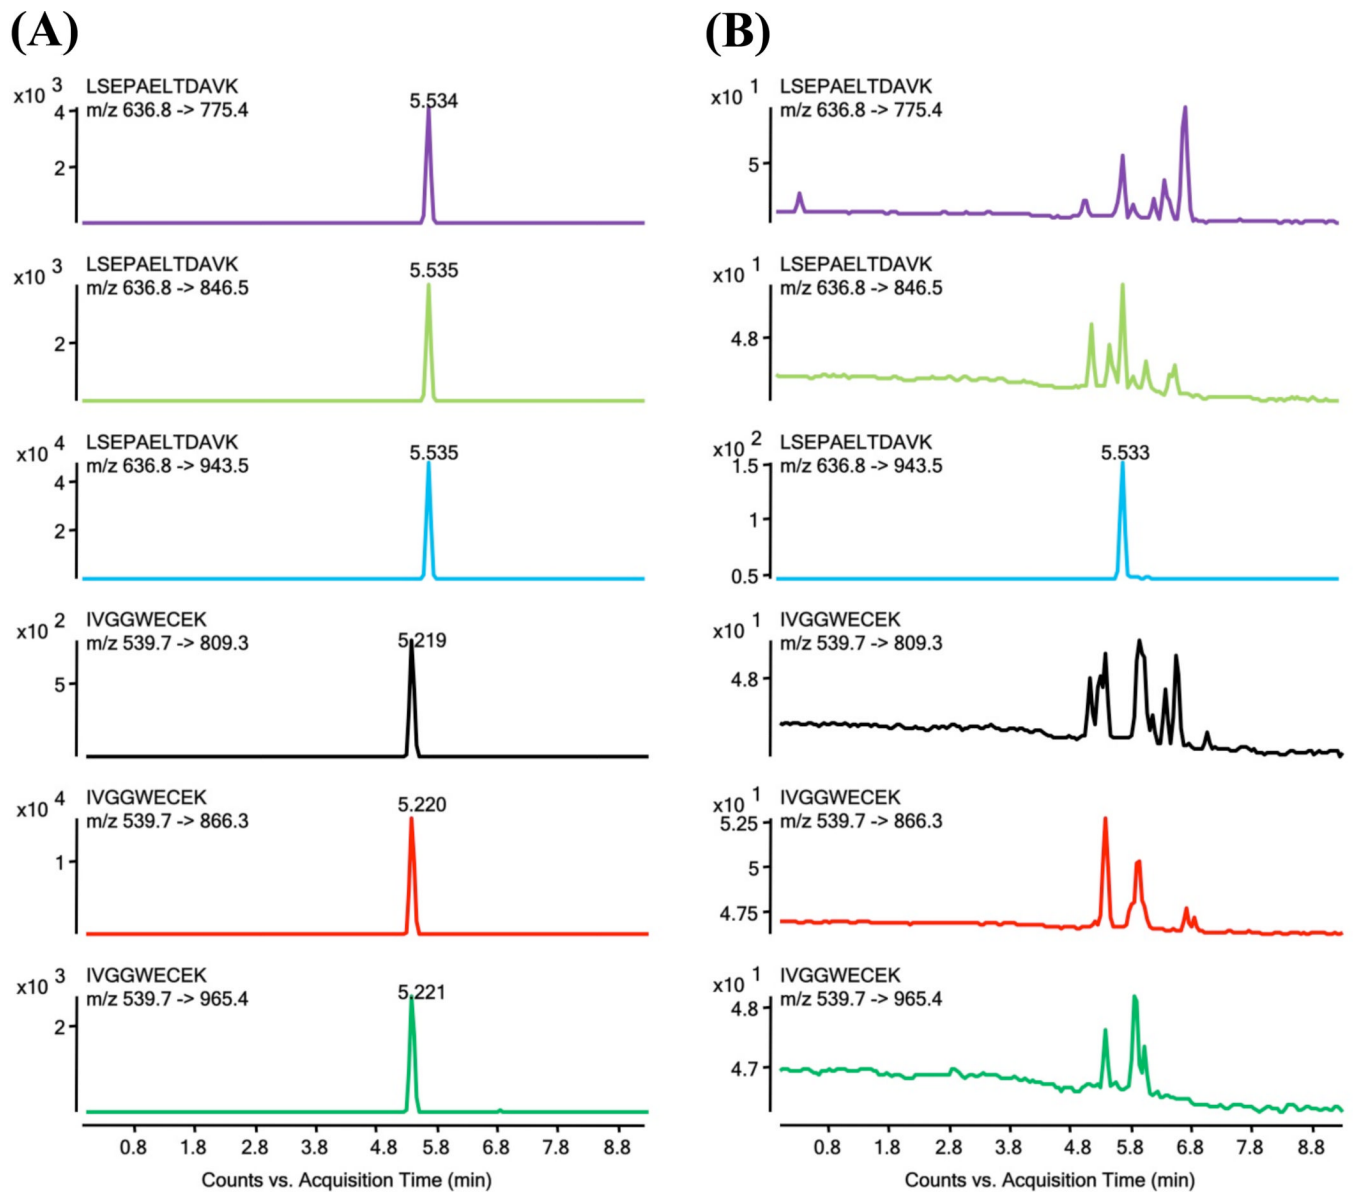 (A)
LSEPAELTDAVK
m/z 636.8 -> 775.4
x10 3
4
2
5.534
LSEPAELTDAVK
m/z 636.8 -> 846.5
x10 3
2
5.535
LSEPAELTDAVK
m/z 636.8 -> 943.5
x10 4
4
2
5.535
IVGGWECEK
m/z 539.7 -> 809.3
x10 2
5
5.219
IVGGWECEK
m/z 539.7 -> 866.3
x10 4
1
5.220
IVGGWECEK
m/z 539.7 -> 965.4
x10 3
2
5.221
0.8 1.8 2.8 3.8 4.8 5.8 6.8 7.8 8.8
Counts vs. Acquisition Time (min)
(B)
LSEPAELTDAVK
m/z 636.8 -> 775.4
x10 1
5
LSEPAELTDAVK
m/z 636.8 -> 846.5
x10 1
4.8
LSEPAELTDAVK
m/z 636.8 -> 943.5
x10 2
1.5
1
0.5
5.533
IVGGWECEK
m/z 539.7 -> 809.3
x10 1
4.8
IVGGWECEK
m/z 539.7 -> 866.3
x10 1
5.25
5
4.75
IVGGWECEK
m/z 539.7 -> 965.4
x10 1
4.8
4.7
0.8 1.8 2.8 3.8 4.8 5.8 6.8 7.8 8.8
Counts vs. Acquisition Time (min)